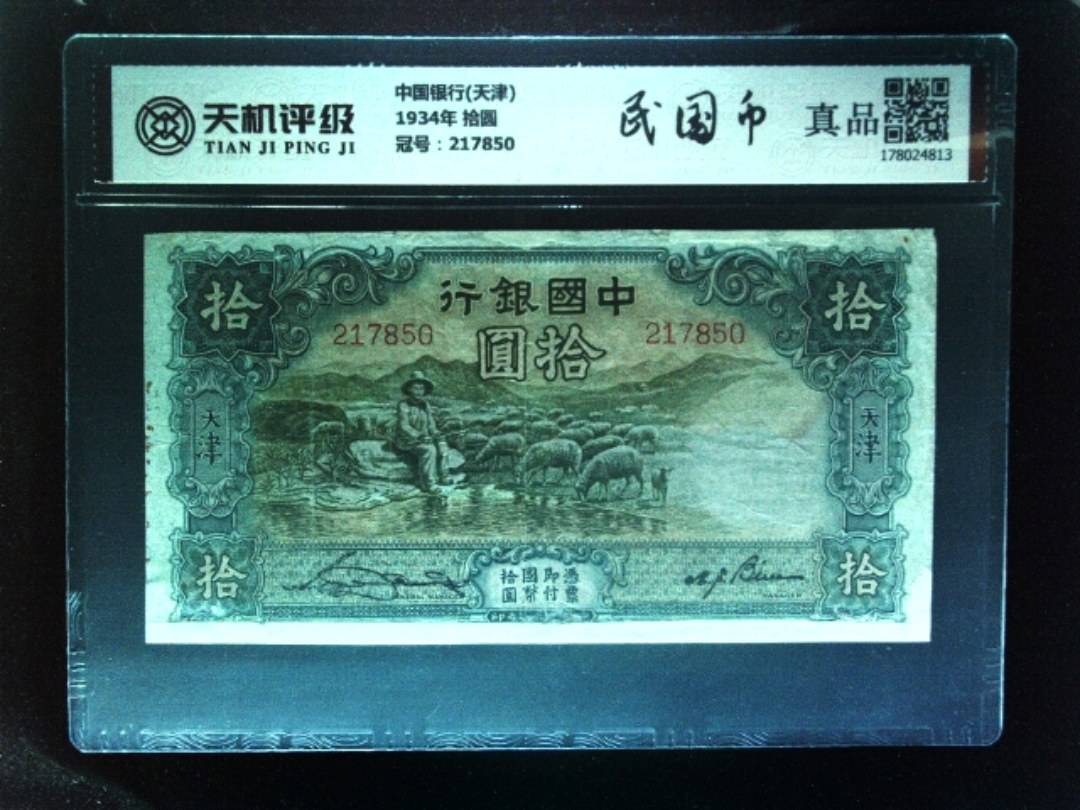 天机评级
TIAN JI PING JI
中国银行(天津)
1934年 拾圆
冠号：217850
民国币
真品
178024813
拾
行銀國中
拾
217850
圓拾
217850
天津
天津
拾
憑票
即付
國幣
拾圓
拾